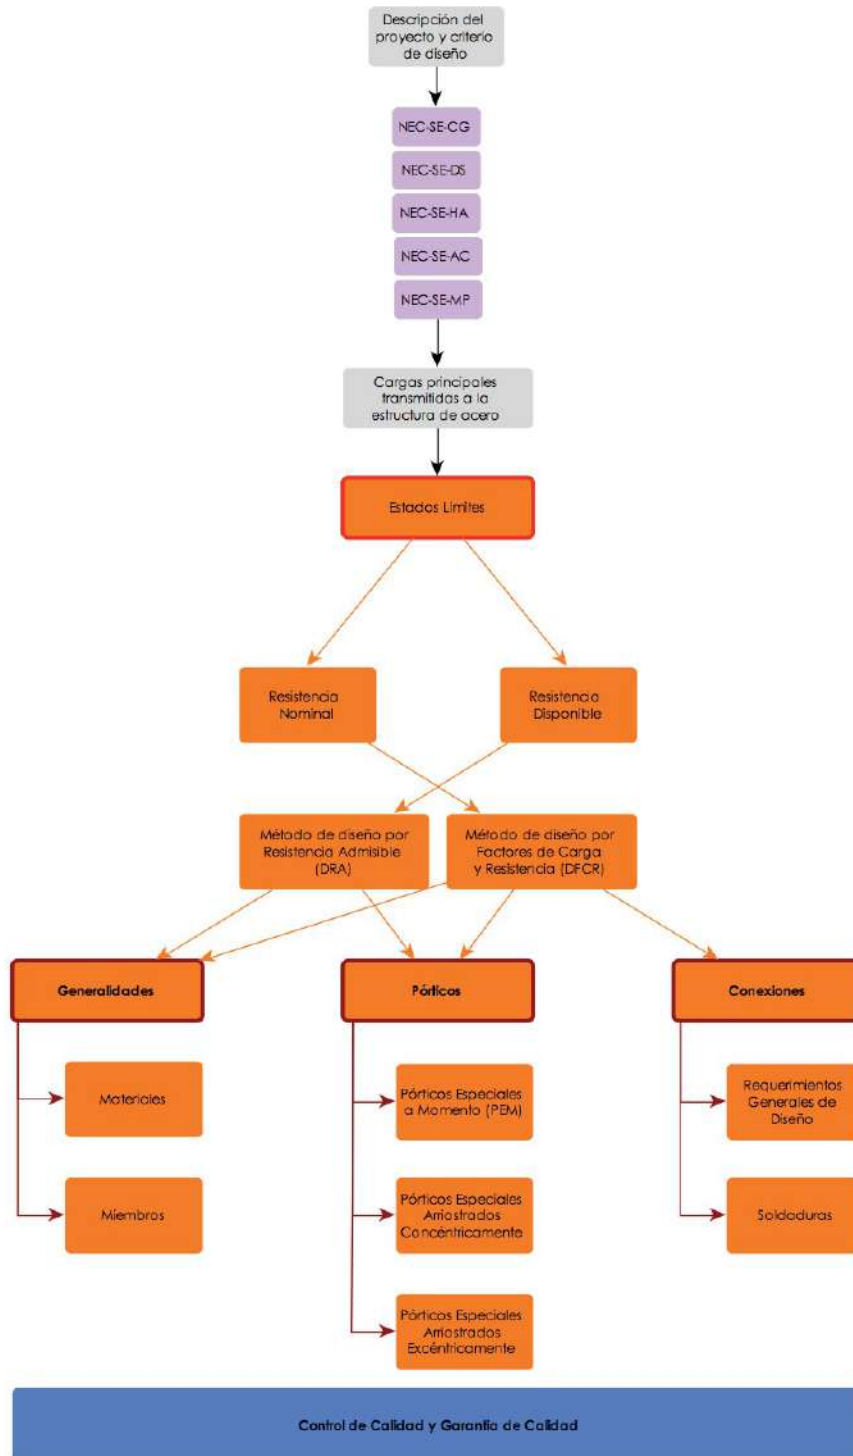 Descripción del
proyecto y criterio
de diseño
NEC-SE-CG
NEC-SE-DS
NEC-SE-HA
NEC-SE-AC
NEC-SE-MP
Cargas principales
transmitidas a la
estructura de acero
Estados Limites
Resistencia
Nominal
Resistencia
Disponible
Método de diseño por
Resistencia Admisible
(DRA)
Método de diseño por
Factores de Carga
y Resistencia (DFCR)
Generalidades
Pórticos
Conexiones
Materiales
Miembros
Pórticos Especiales
a Momento (PEM)
Pórticos Especiales
Arriostrados
Concéntricamente
Pórticos Especiales
Arriostrados
Excéntricamente
Requerimientos
Generales de
Diseño
Soldaduras
Control de Calidad y Garantía de Calidad